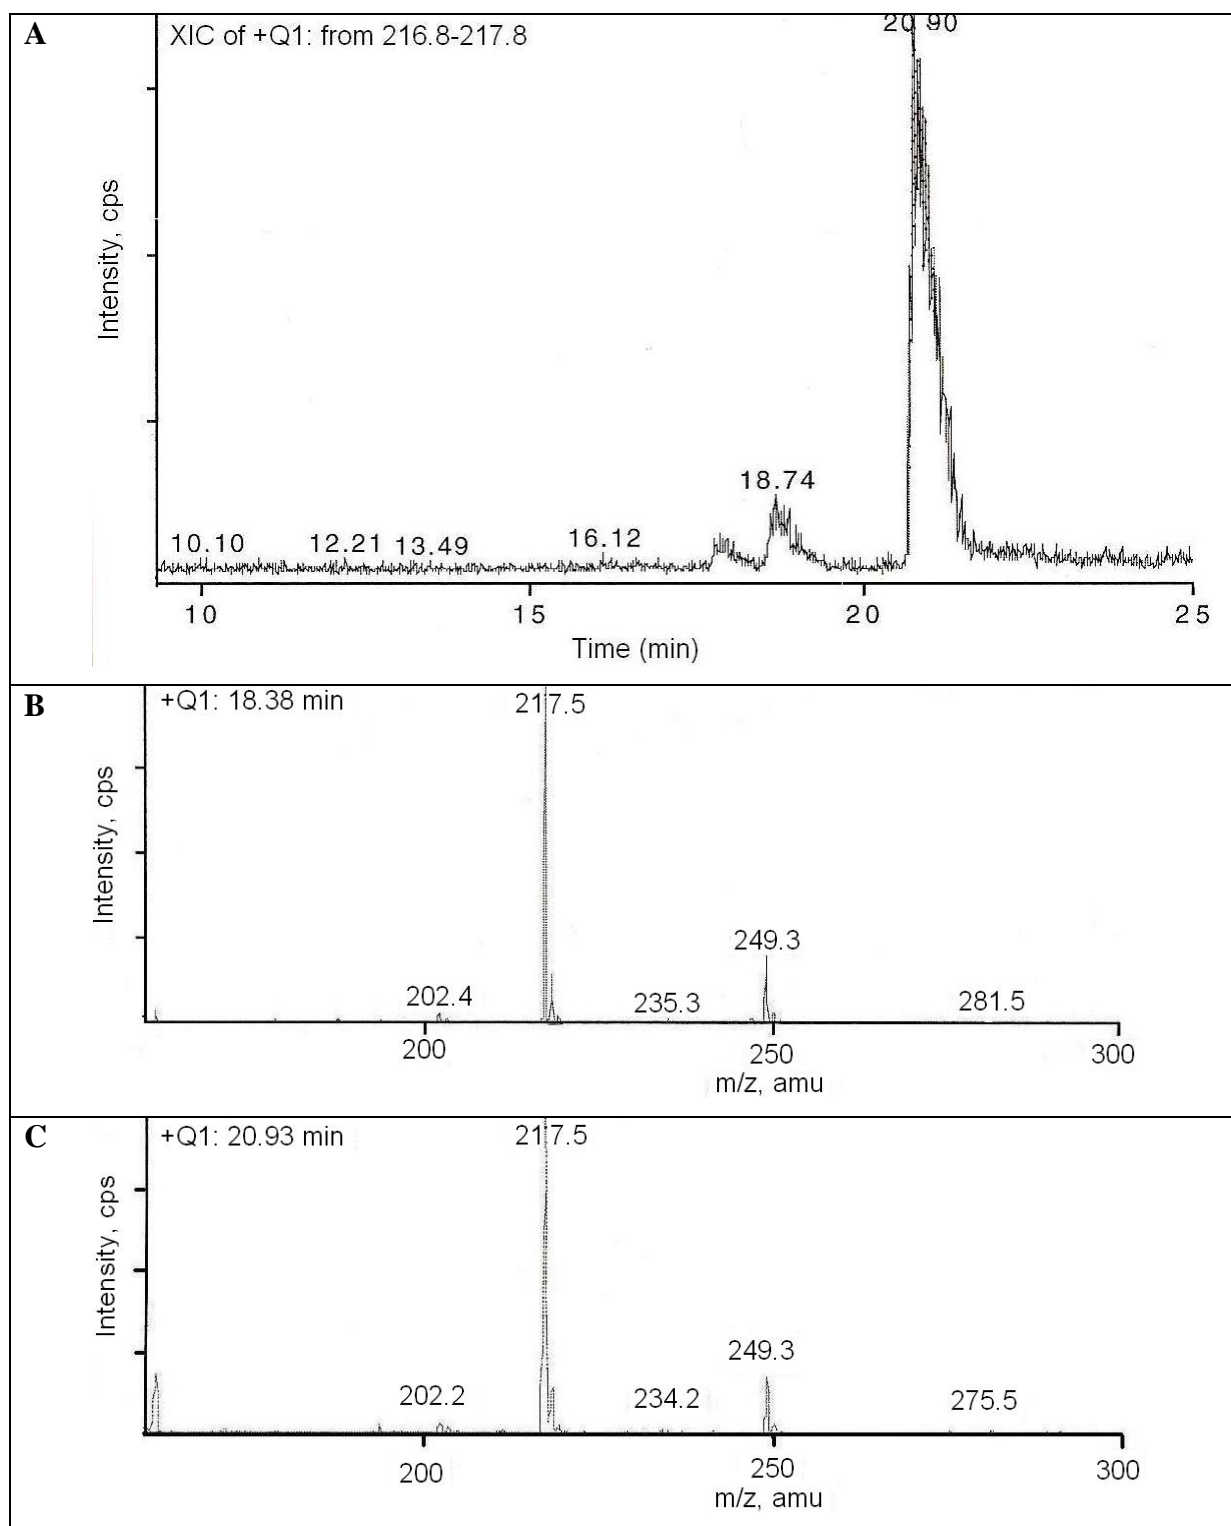 A
XIC of +Q1: from 216.8-217.8
20.90
Intensity, cps
18.74
10.10 12.21 13.49 16.12
10 15 20 25
Time (min)
B
+Q1: 18.38 min
217.5
Intensity, cps
249.3
202.4 235.3 281.5
200 250 300
m/z, amu
C
+Q1: 20.93 min
217.5
Intensity, cps
249.3
202.2 234.2 275.5
200 250 300
m/z, amu